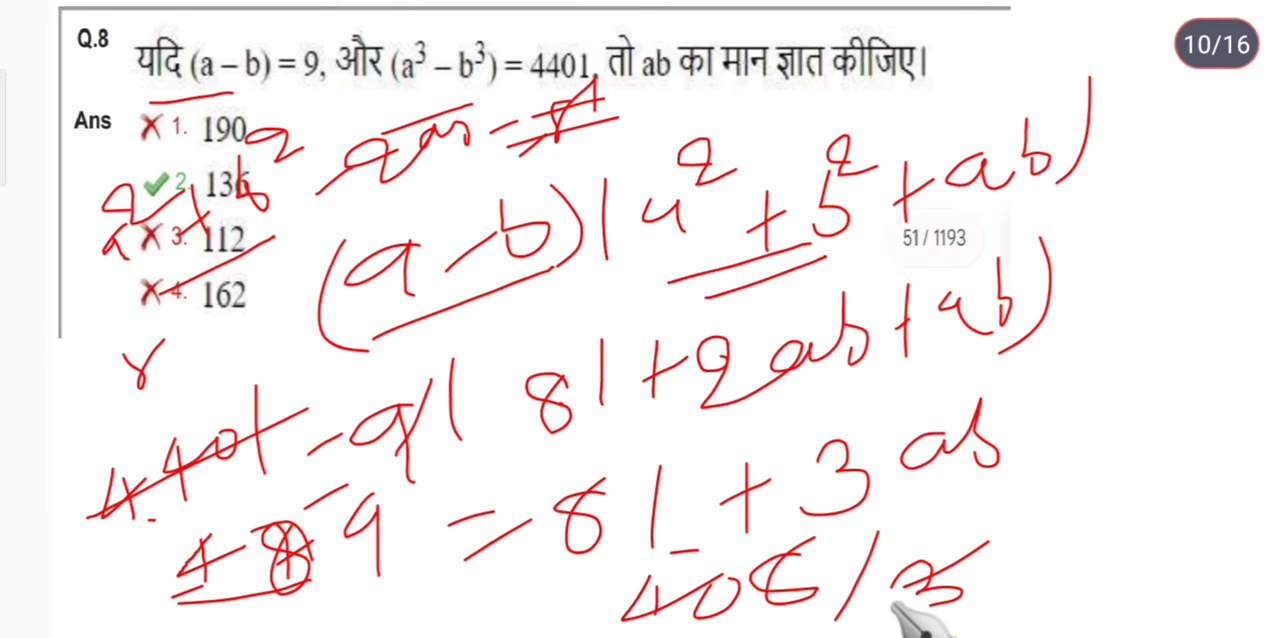 Q.8 यदि (a – b) = 9, और (a³ – b³) = 4401, तो ab का मान ज्ञात कीजिए।
10/16
Ans 1. 190
2. 136
3. 112
4. 162
51 / 1193
(a-b)(a²+b²+ab)
4401=9(81+2ab+ab)
489=81+3ab
408/3